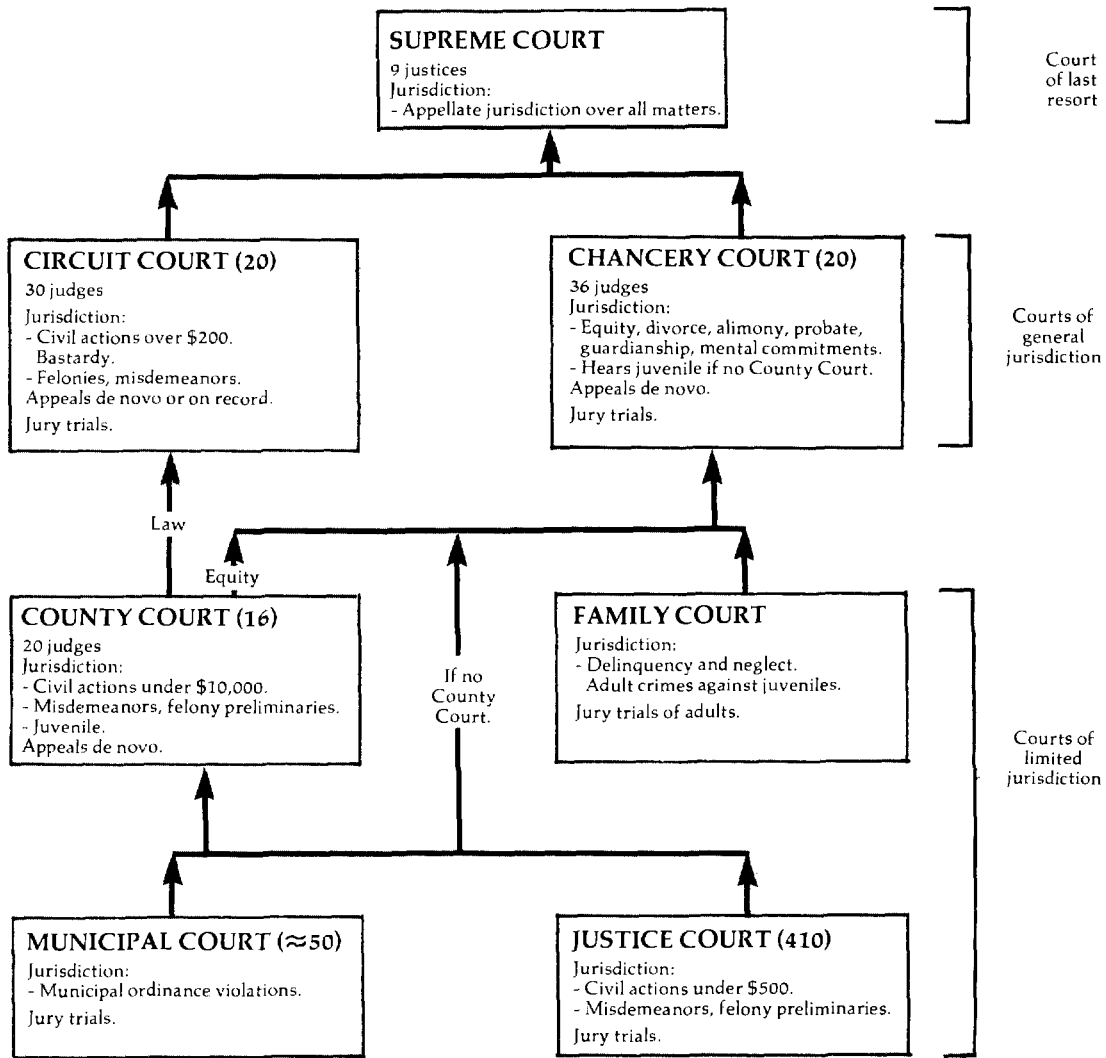 SUPREME COURT
9 justices
Jurisdiction:
- Appellate jurisdiction over all matters.
Court
of last
resort
CIRCUIT COURT (20)
30 judges
Jurisdiction:
- Civil actions over $200.
Bastardy.
- Felonies, misdemeanors.
Appeals de novo or on record.
Jury trials.
CHANCERY COURT (20)
36 judges
Jurisdiction:
- Equity, divorce, alimony, probate,
guardianship, mental commitments.
- Hears juvenile if no County Court.
Appeals de novo.
Jury trials.
Courts of
general
jurisdiction
Law
Equity
COUNTY COURT (16)
20 judges
Jurisdiction:
- Civil actions under $10,000.
- Misdemeanors, felony preliminaries.
- Juvenile.
Appeals de novo.
If no
County
Court.
FAMILY COURT
Jurisdiction:
- Delinquency and neglect.
Adult crimes against juveniles.
Jury trials of adults.
Courts of
limited
jurisdiction
MUNICIPAL COURT (≈50)
Jurisdiction:
- Municipal ordinance violations.
Jury trials.
JUSTICE COURT (410)
Jurisdiction:
- Civil actions under $500.
- Misdemeanors, felony preliminaries.
Jury trials.